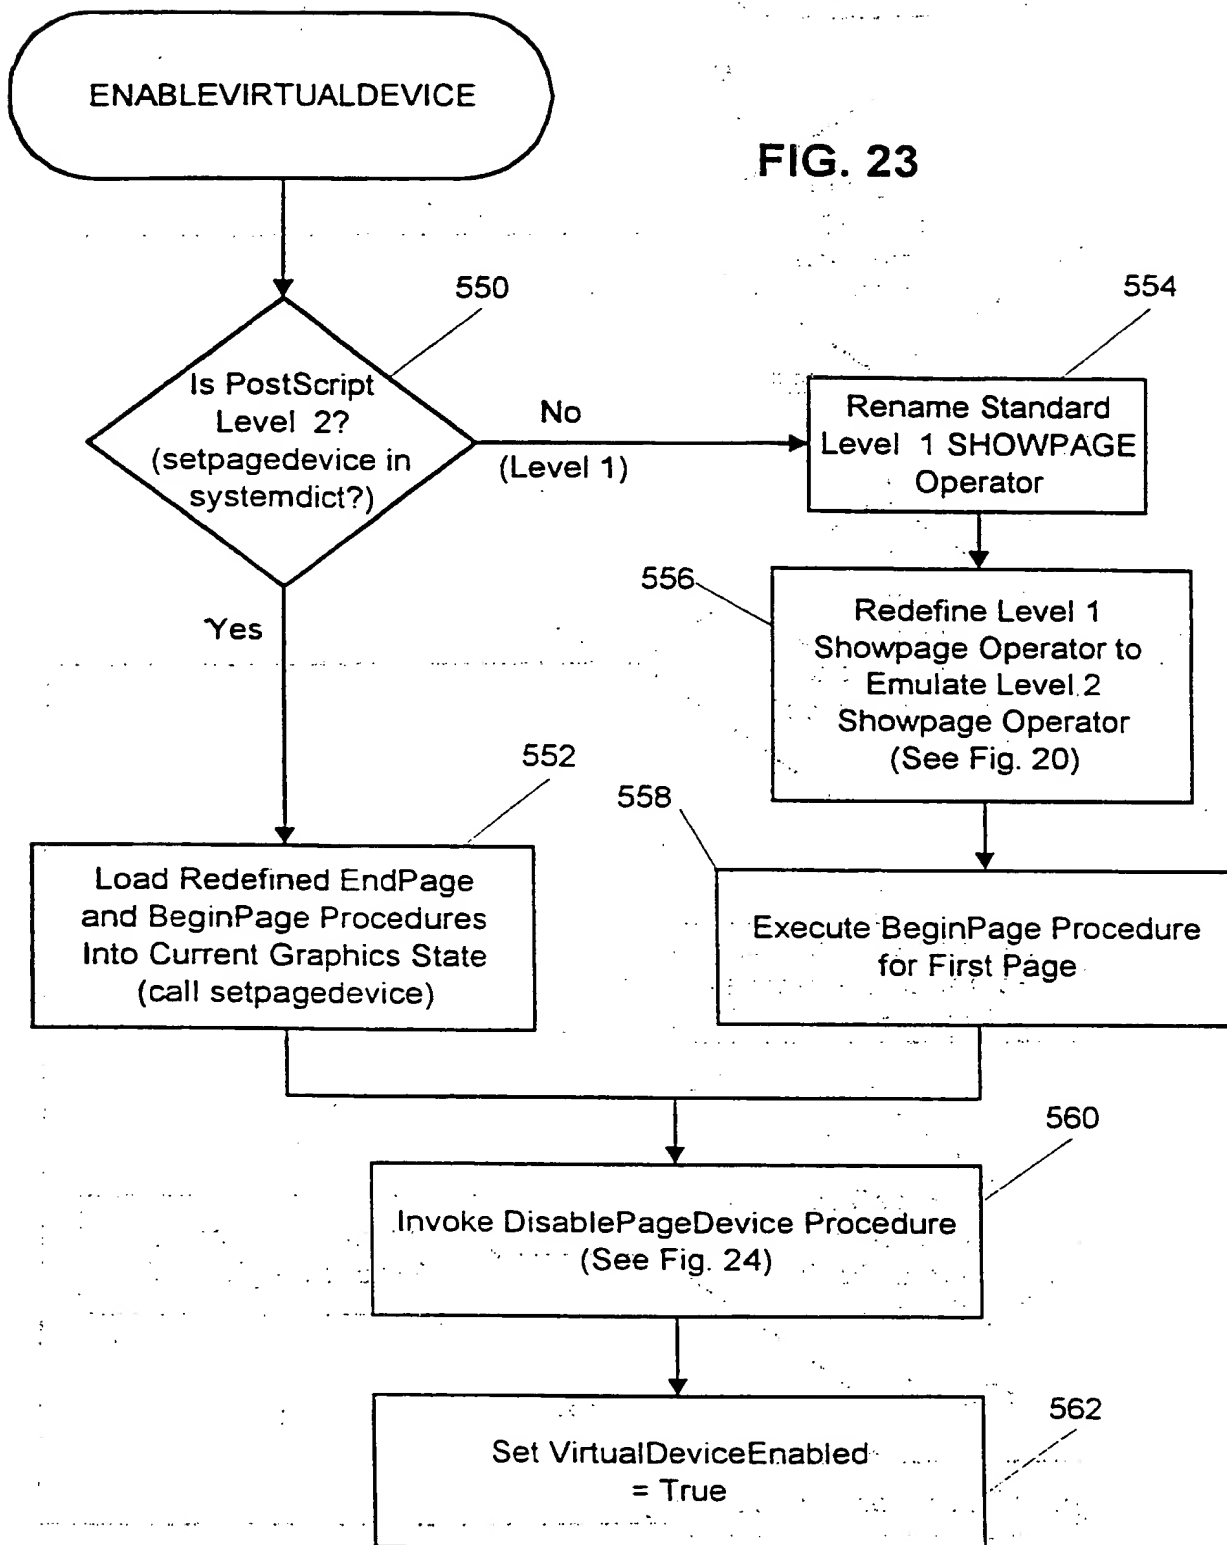 ENABLEVIRTUALDEVICE
FIG. 23
550
Is PostScript
Level 2?
(setpagedevice in
systemdict?)
No
(Level 1)
Yes
554
Rename Standard
Level 1 SHOWPAGE
Operator
556
Redefine Level 1
Showpage Operator to
Emulate Level 2
Showpage Operator
(See Fig. 20)
552
Load Redefined EndPage
and BeginPage Procedures
Into Current Graphics State
(call setpagedevice)
558
Execute BeginPage Procedure
for First Page
560
Invoke DisablePageDevice Procedure
(See Fig. 24)
562
Set VirtualDeviceEnabled
= True